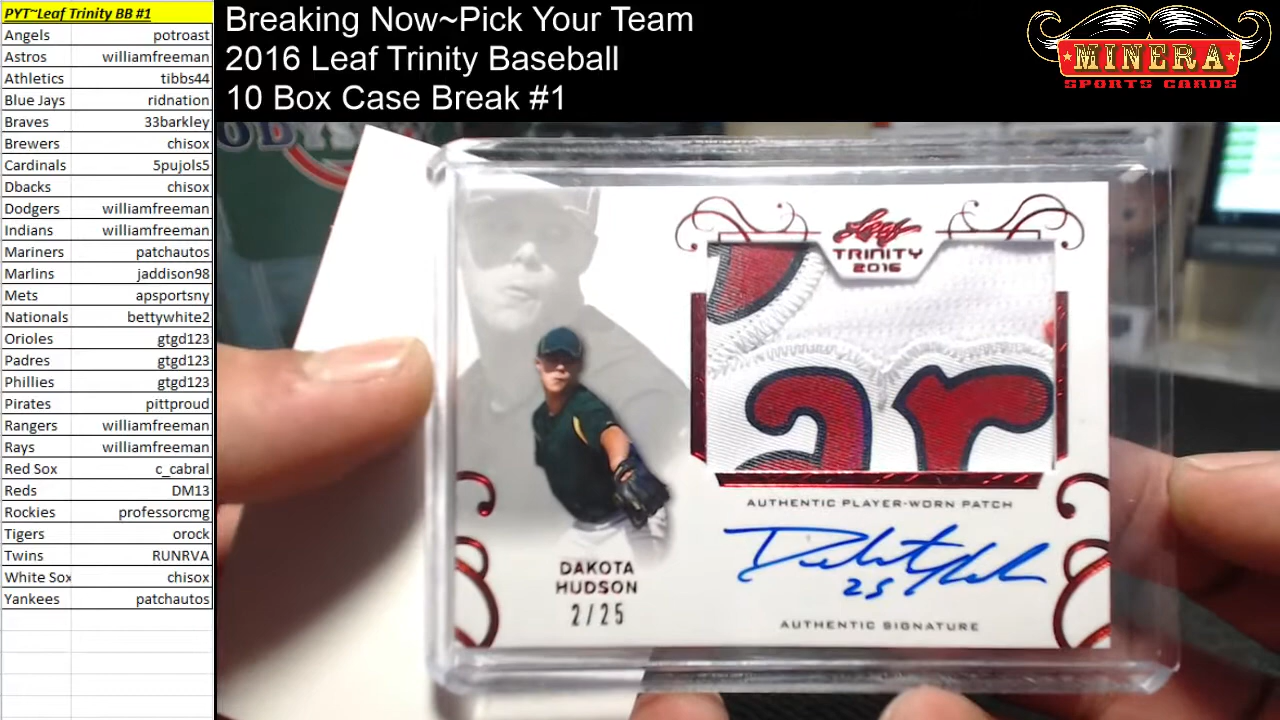 PYT~Leaf Trinity BB #1
Angels potroast
Astros williamfreeman
Athletics tibbs44
Blue Jays ridnation
Braves 33barkley
Brewers chisox
Cardinals 5pujols5
Dbacks chisox
Dodgers williamfreeman
Indians williamfreeman
Mariners patchautos
Marlins jaddison98
Mets apsportsny
Nationals bettywhite2
Orioles gtgd123
Padres gtgd123
Phillies gtgd123
Pirates pittproud
Rangers williamfreeman
Rays williamfreeman
Red Sox c_cabral
Reds DM13
Rockies professorcmg
Tigers orock
Twins RUNRVA
White Sox chisox
Yankees patchautos
Breaking Now~Pick Your Team
2016 Leaf Trinity Baseball
10 Box Case Break #1
MINERA
SPORTS CARDS
Leaf
TRINITY
2016
ar
AUTHENTIC PLAYER-WORN PATCH
Dakota Hudson
25
AUTHENTIC SIGNATURE
DAKOTA
HUDSON
2/25